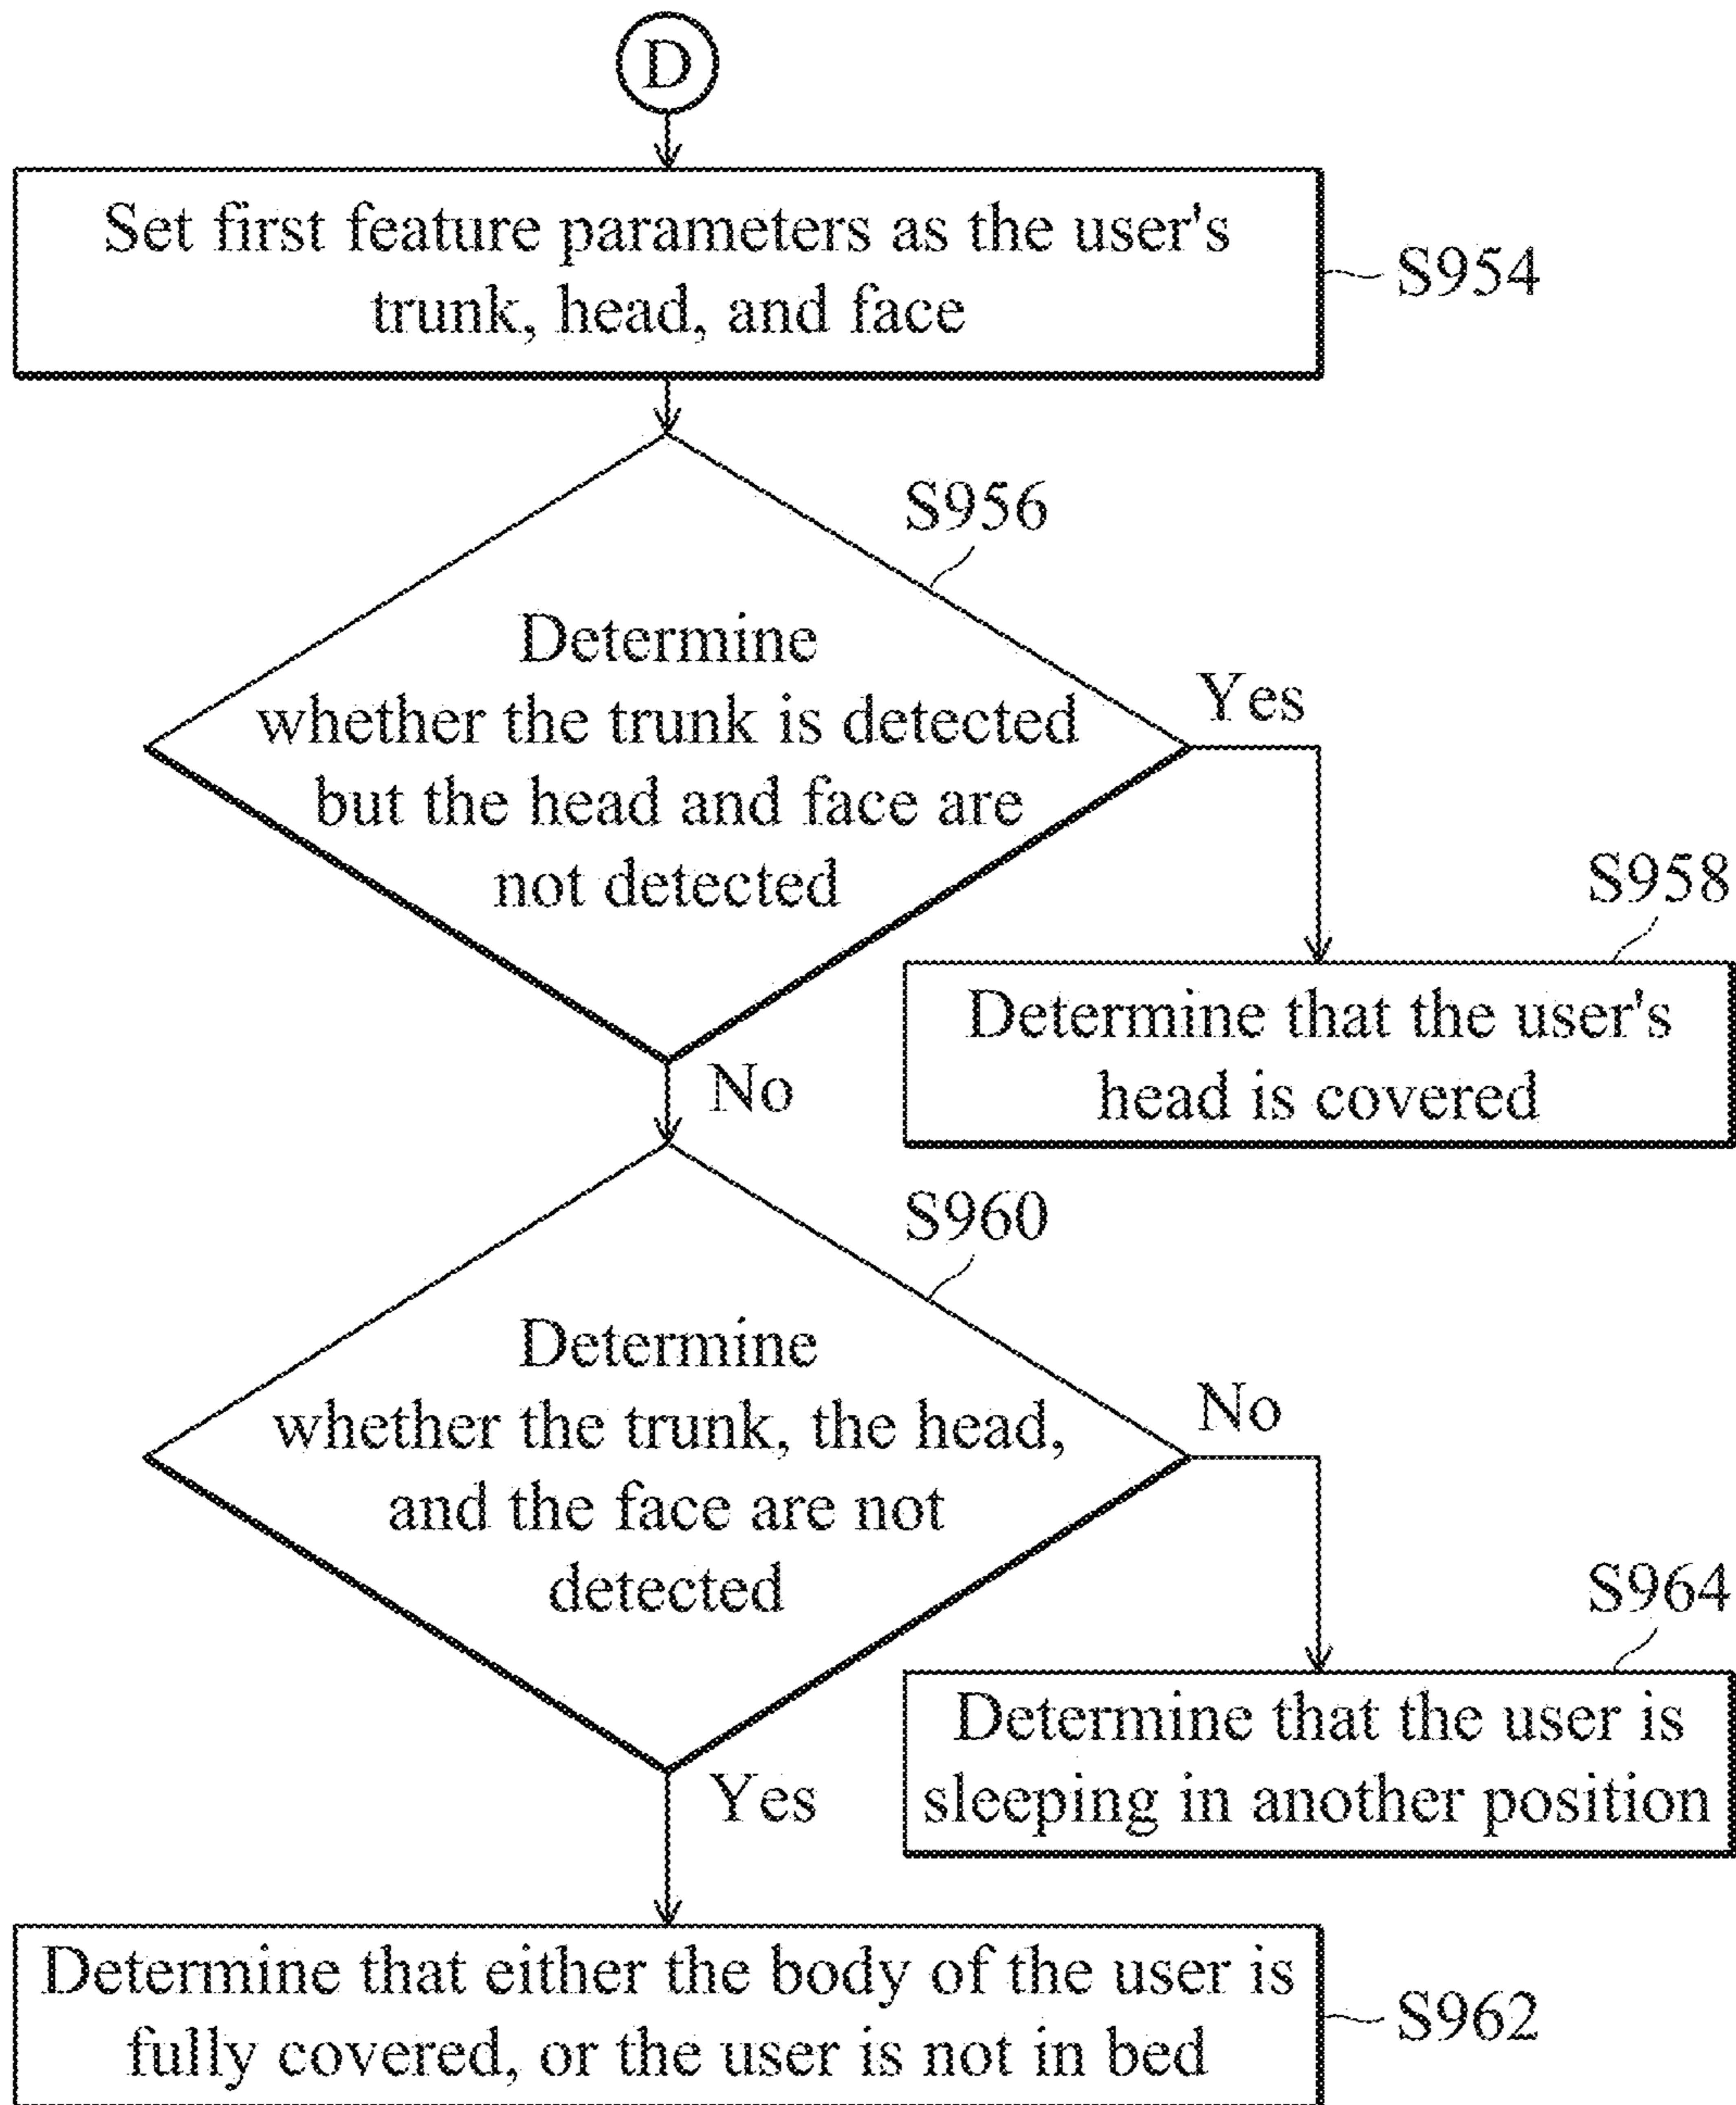 D
Set first feature parameters as the user's
trunk, head, and face
S954
S956
Determine
whether the trunk is detected
but the head and face are
not detected
Yes
S958
Determine that the user's
head is covered
No
S960
Determine
whether the trunk, the head,
and the face are not
detected
No
S964
Determine that the user is
sleeping in another position
Yes
Determine that either the body of the user is
fully covered, or the user is not in bed
S962